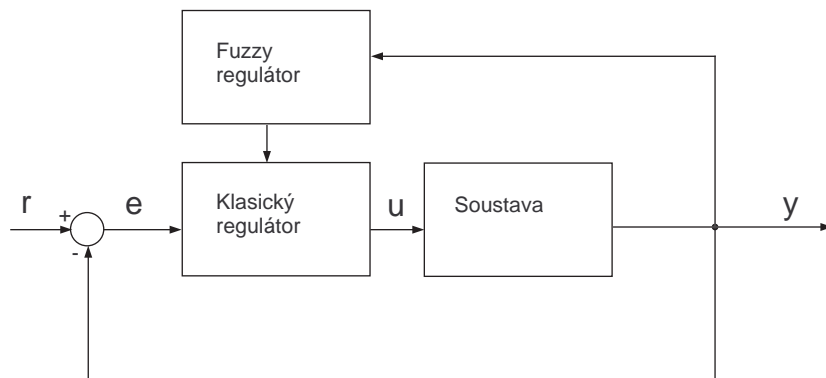 Fuzzy
regulátor
r
+
-
e
Klasický
regulátor
u
Soustava
y